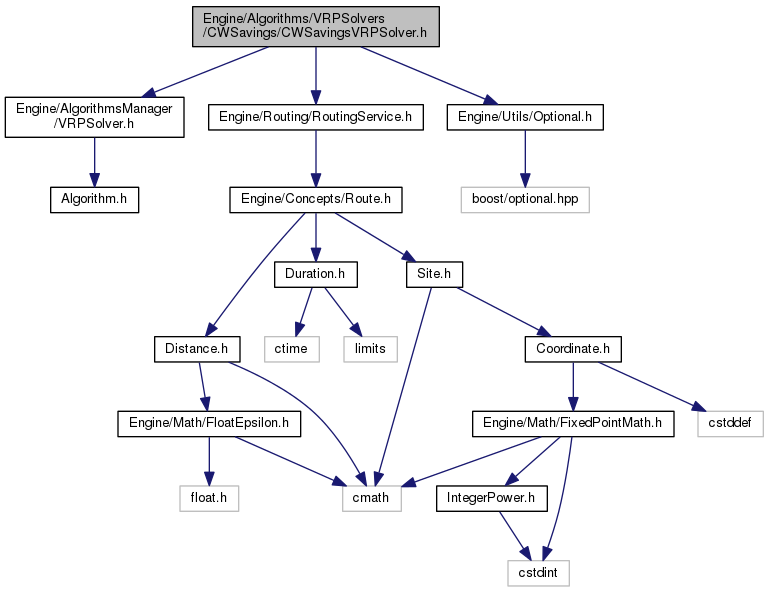 Engine/Algorithms/VRPSolvers
/CWSavings/CWSavingsVRPSolver.h
Engine/AlgorithmsManager
/VRPSolver.h
Engine/Routing/RoutingService.h
Engine/Utils/Optional.h
Algorithm.h
Engine/Concepts/Route.h
boost/optional.hpp
Duration.h
Site.h
Distance.h
ctime
limits
Coordinate.h
Engine/Math/FloatEpsilon.h
Engine/Math/FixedPointMath.h
cstddef
float.h
cmath
IntegerPower.h
cstdint